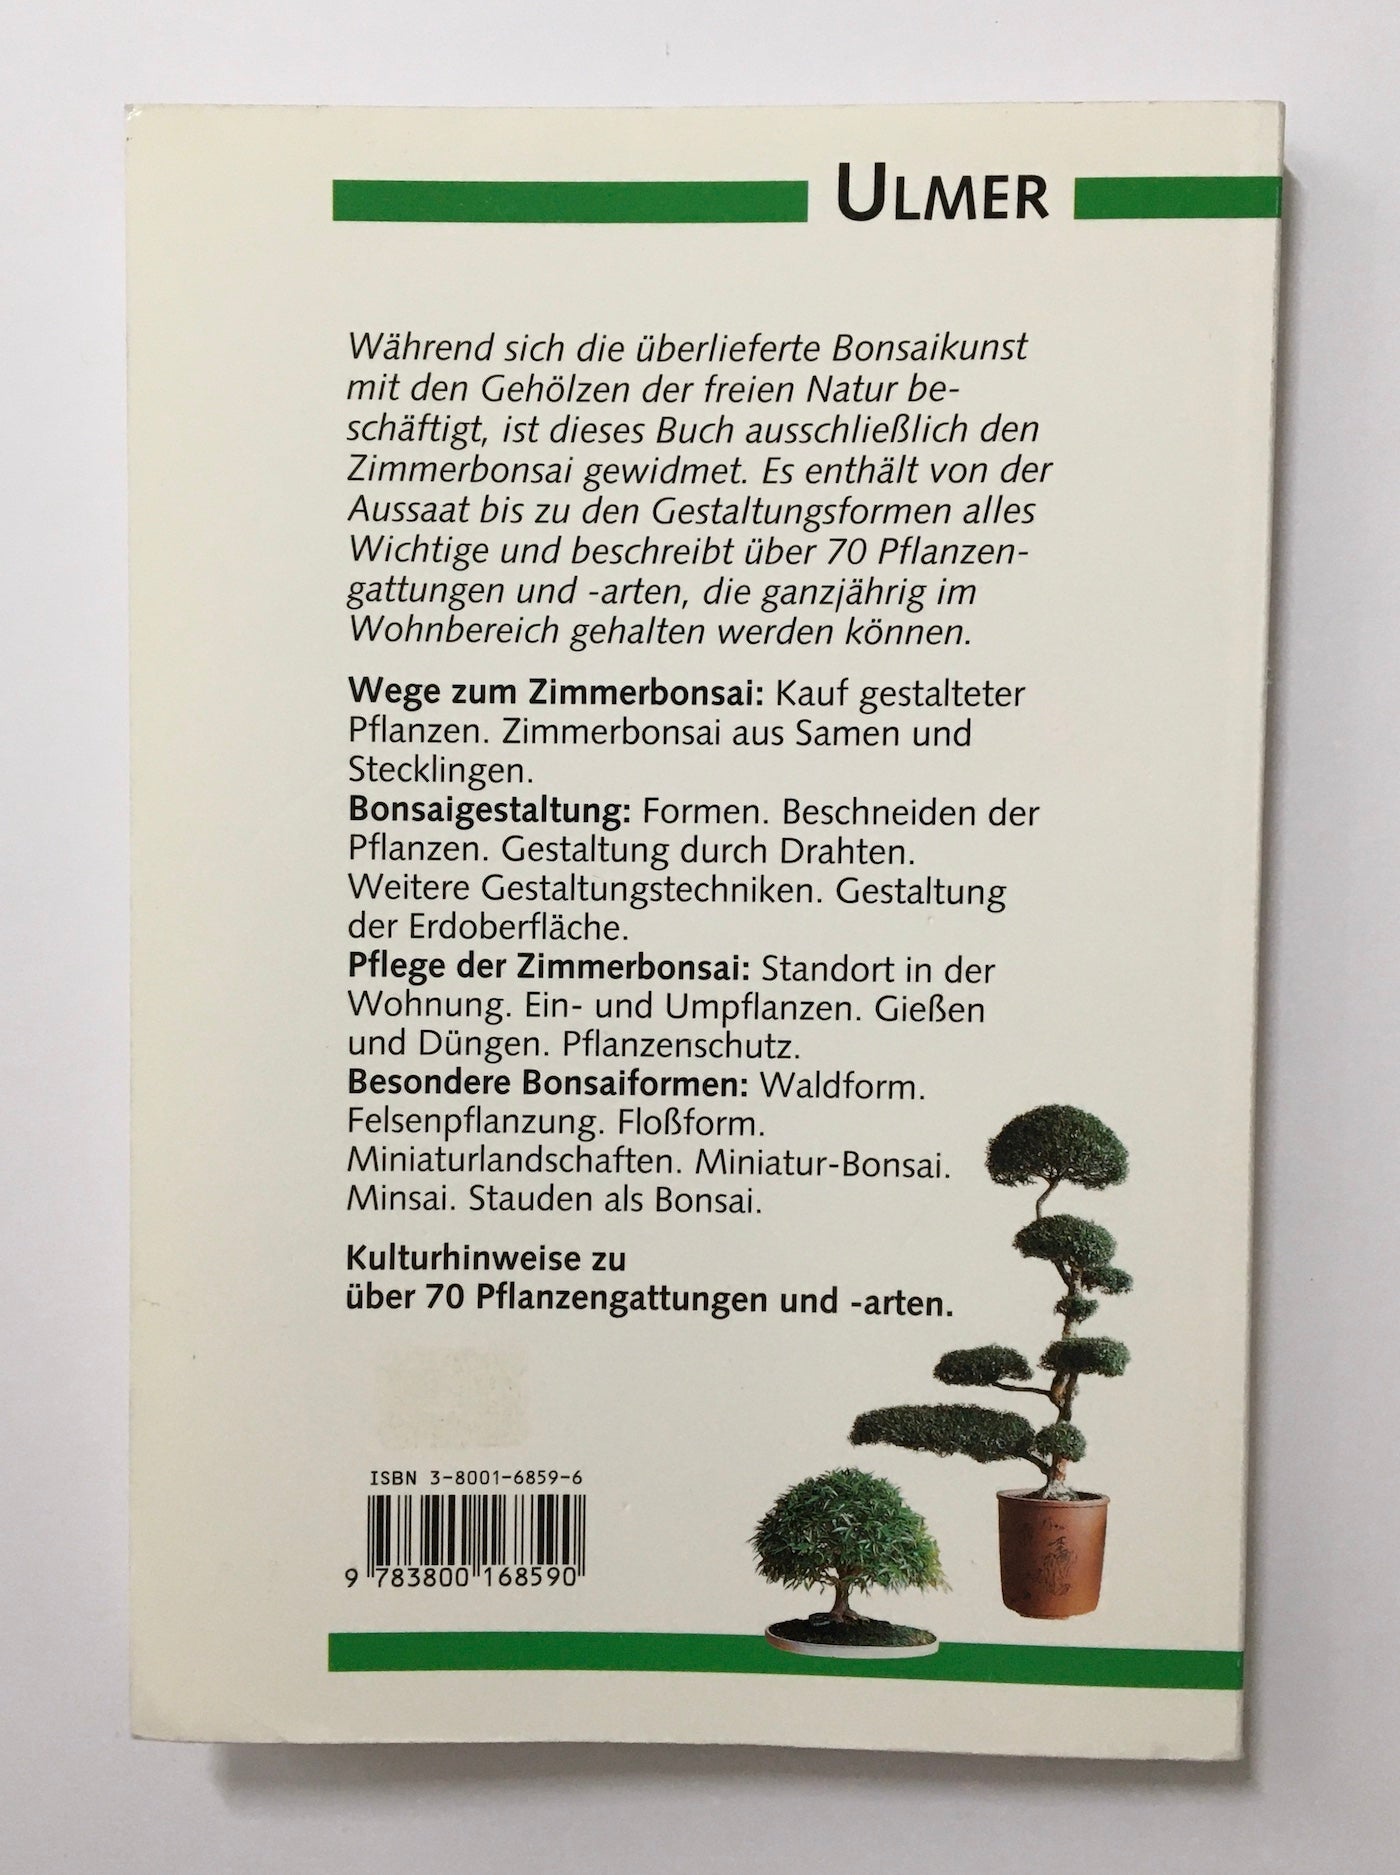 ULMER
Während sich die überlieferte Bonsaikunst
mit den Gehölzen der freien Natur be-
schäftigt, ist dieses Buch ausschließlich den
Zimmerbonsai gewidmet. Es enthält von der
Aussaat bis zu den Gestaltungsformen alles
Wichtige und beschreibt über 70 Pflanzen-
gattungen und -arten, die ganzjährig im
Wohnbereich gehalten werden können.
Wege zum Zimmerbonsai: Kauf gestalteter
Pflanzen. Zimmerbonsai aus Samen und
Stecklingen.
Bonsaigestaltung: Formen. Beschneiden der
Pflanzen. Gestaltung durch Drahten.
Weitere Gestaltungstechniken. Gestaltung
der Erdoberfläche.
Pflege der Zimmerbonsai: Standort in der
Wohnung. Ein- und Umpflanzen. Gießen
und Düngen. Pflanzenschutz.
Besondere Bonsaiformen: Waldform.
Felsenpflanzung. Floßform.
Miniaturlandschaften. Miniatur-Bonsai.
Minsai. Stauden als Bonsai.
Kulturhinweise zu
über 70 Pflanzengattungen und -arten.
ISBN 3-8001-6859-6
9 783800 168590